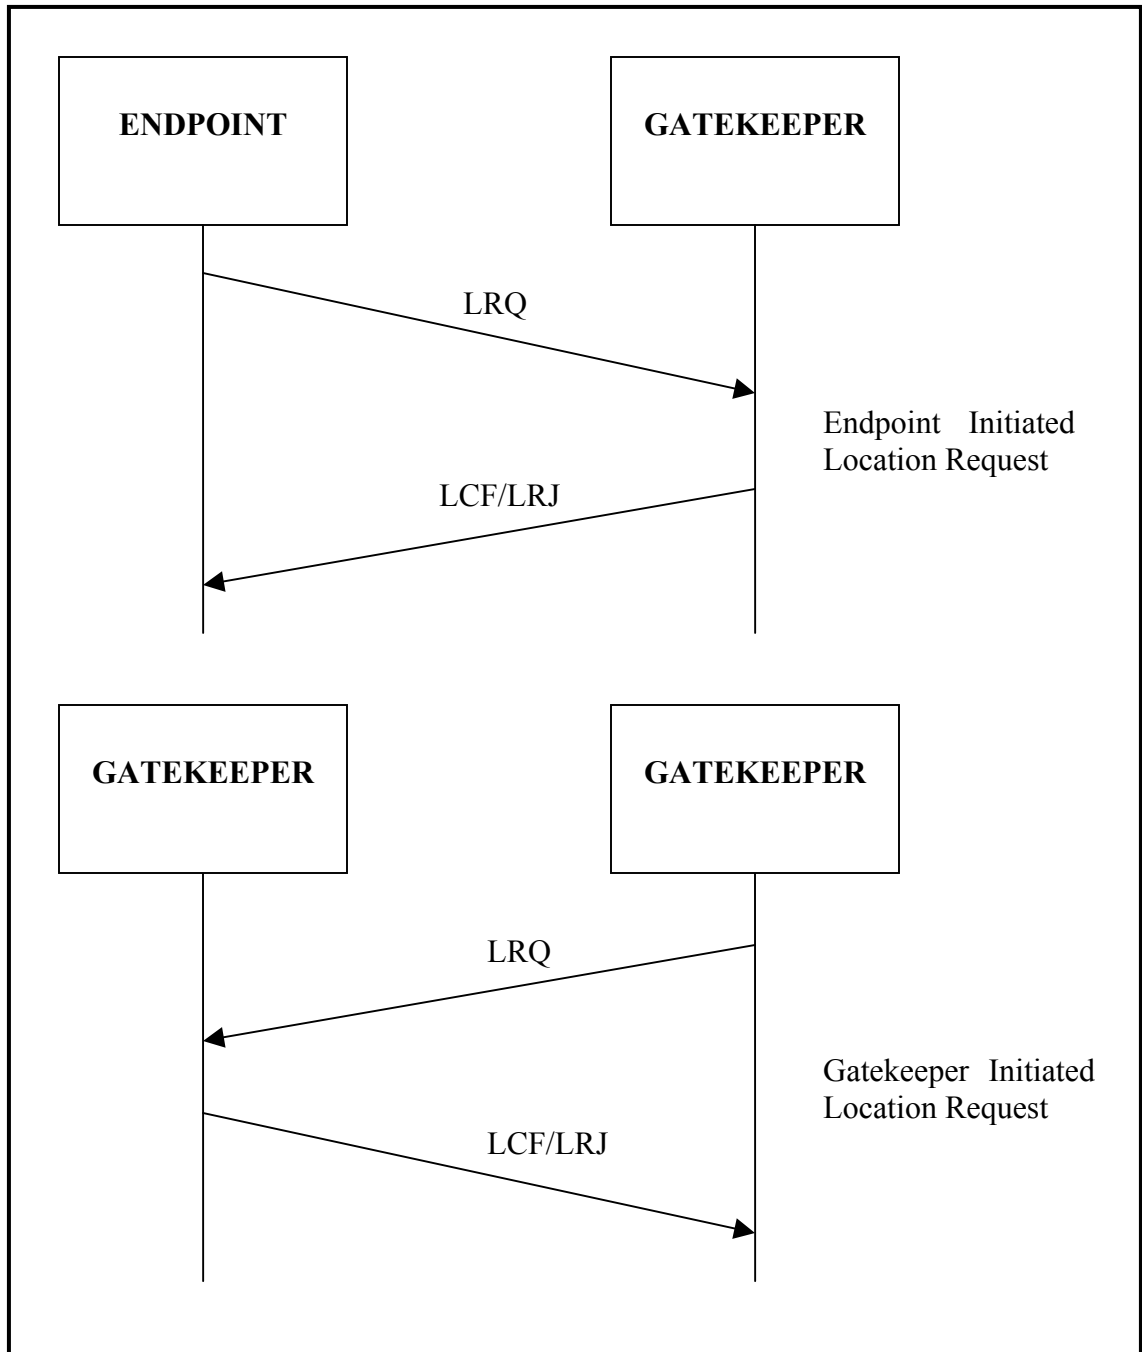 ENDPOINT
GATEKEEPER
LRQ
Endpoint Initiated
Location Request
LCF/LRJ
GATEKEEPER
GATEKEEPER
LRQ
Gatekeeper Initiated
Location Request
LCF/LRJ